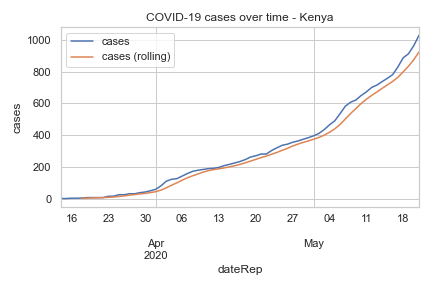 COVID-19 cases over time - Kenya
cases
cases (rolling)
1000
800
600
400
200
0
cases
16 23 30 06 13 20 27 04 11 18
Apr May
2020
dateRep